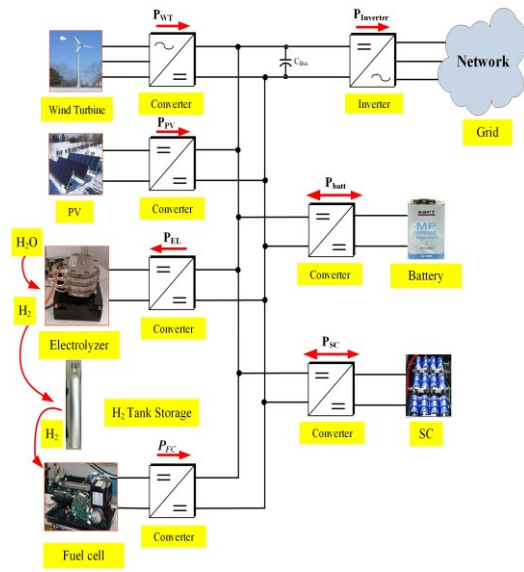 P_WT
P_Inverter
C_Bus
Network
Wind Turbine
Converter
Inverter
Grid
P_PV
PV
Converter
P_batt
SAFT
MP
H₂O
P_EL
Converter
Battery
H₂
Electrolyzer
Converter
P_SC
H₂ Tank Storage
H₂
Converter
SC
P_FC
Converter
Fuel cell